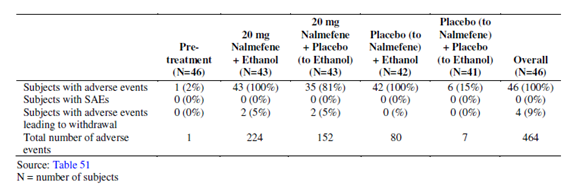 20 mg
20 mg Nalmefene Placebo (to Placebo (to
Pre- Nalmefene + Placebo Nalmefene) Nalmefene)
treatment + Ethanol (to Ethanol) + Ethanol + Placebo Overall
(N=46) (N=43) (N=43) (N=42) (to Ethanol) (N=46)
(N=41)
Subjects with adverse events 1 (2%) 43 (100%) 35 (81%) 42 (100%) 6 (15%) 46 (100%)
Subjects with SAEs 0 (0%) 0 (0%) 0 (0%) 0 (0%) 0 (0%) 0 (0%)
Subjects with adverse events 0 (0%) 2 (5%) 2 (5%) 0 (%) 0 (0%) 4 (9%)
leading to withdrawal
Total number of adverse 1 224 152 80 7 464
events
Source: Table 51
N = number of subjects